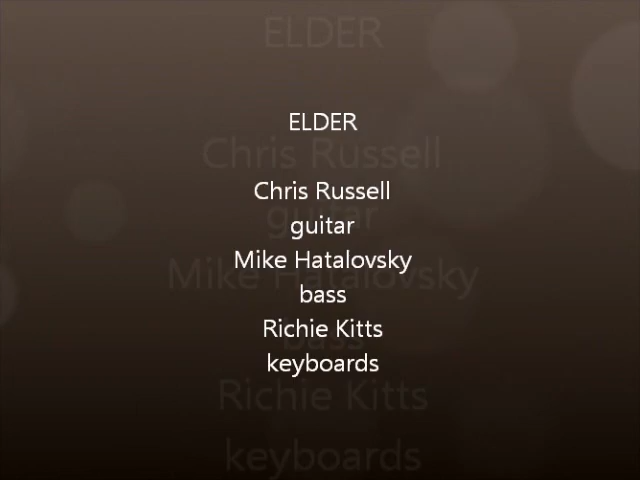 ELDER
Chris Russell
guitar
Mike Hatalovsky
bass
Richie Kitts
keyboards